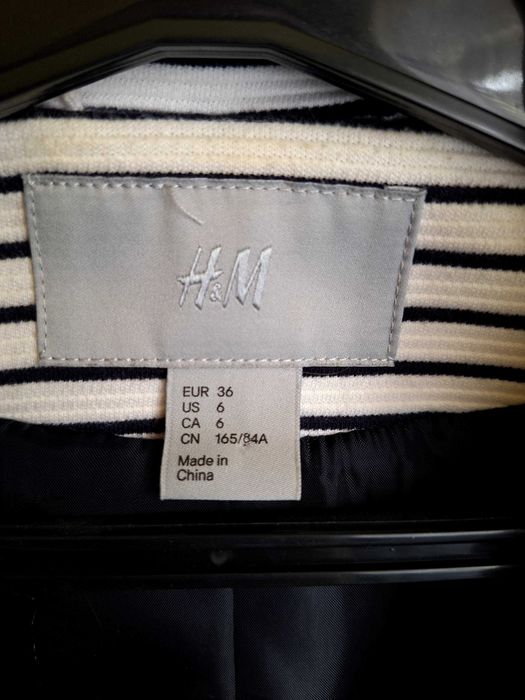 H&M
EUR 36
US 6
CA 6
CN 165/84A
Made in
China